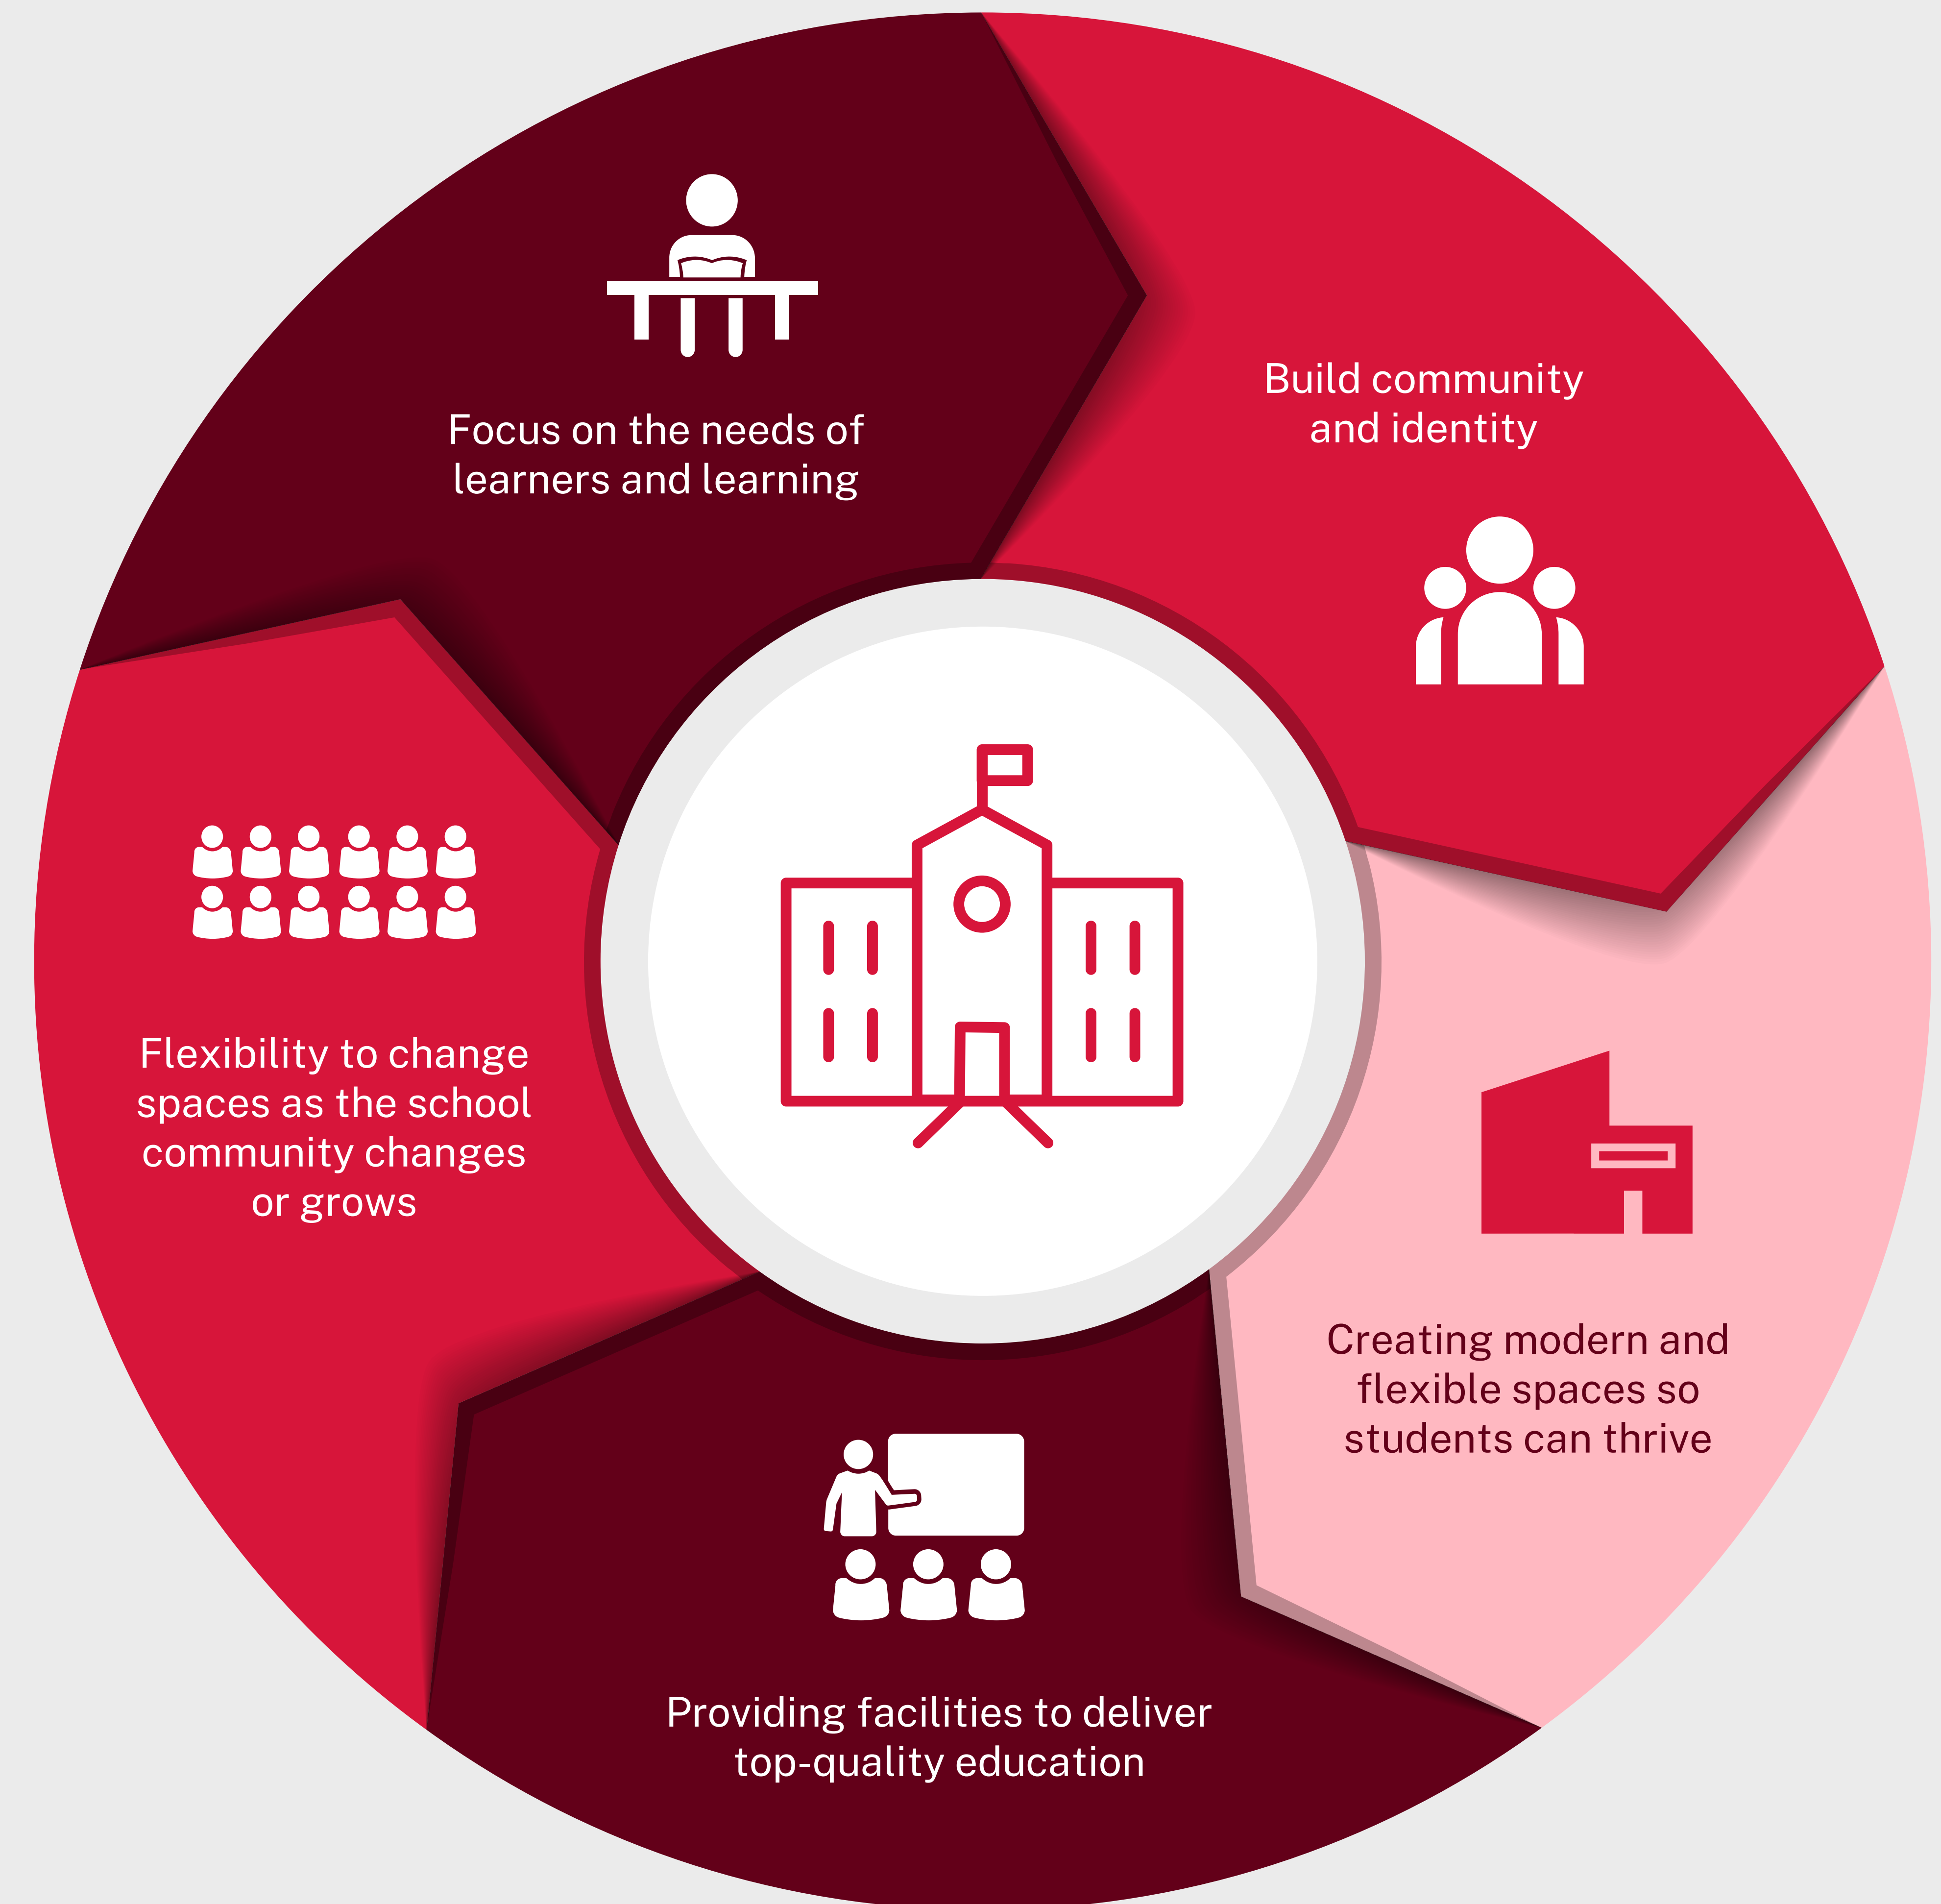 Focus on the needs of
learners and learning
Build community
and identity
Creating modern and
flexible spaces so
students can thrive
Providing facilities to deliver
top-quality education
Flexibility to change
spaces as the school
community changes
or grows